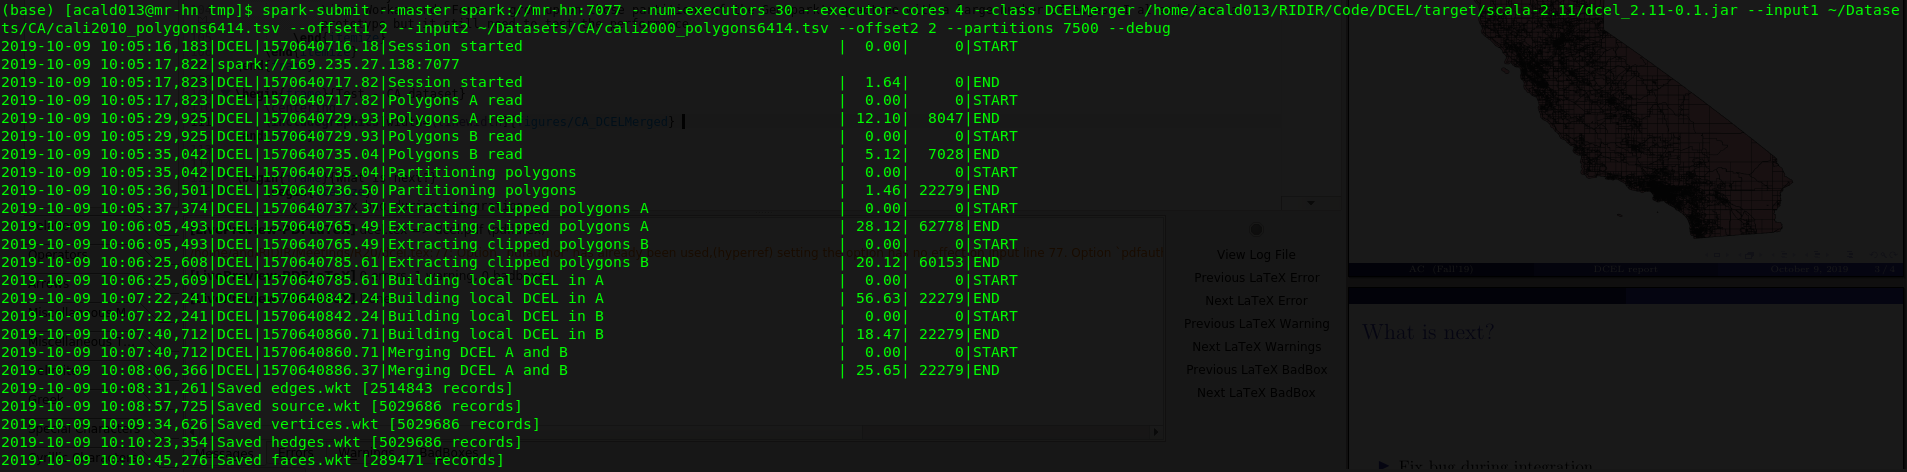 (base) [acald013@mr-hn tmp]$ spark-submit --master spark://mr-hn:7077 --num-executors 30 --executor-cores 4 --class DCELMerger /home/acald013/RIDIR/Code/DCEL/target/scala-2.11/dcel_2.11-0.1.jar --input1 ~/Datase
ts/CA/cali2010_polygons6414.tsv --offset1 2 --input2 ~/Datasets/CA/cali2000_polygons6414.tsv --offset2 2 --partitions 7500 --debug
2019-10-09 10:05:16,183|DCEL|1570640716.18|Session started | 0.00| 0|START
2019-10-09 10:05:17,822|spark://169.235.27.138:7077
2019-10-09 10:05:17,823|DCEL|1570640717.82|Session started | 1.64| 0|END
2019-10-09 10:05:17,823|DCEL|1570640717.82|Polygons A read | 0.00| 0|START
2019-10-09 10:05:29,925|DCEL|1570640729.93|Polygons A read | 12.10| 8047|END
2019-10-09 10:05:29,925|DCEL|1570640729.93|Polygons B read | 0.00| 0|START
2019-10-09 10:05:35,042|DCEL|1570640735.04|Polygons B read | 5.12| 7028|END
2019-10-09 10:05:35,042|DCEL|1570640735.04|Partitioning polygons | 0.00| 0|START
2019-10-09 10:05:36,501|DCEL|1570640736.50|Partitioning polygons | 1.46| 22279|END
2019-10-09 10:05:37,374|DCEL|1570640737.37|Extracting clipped polygons A | 0.00| 0|START
2019-10-09 10:06:05,493|DCEL|1570640765.49|Extracting clipped polygons A | 28.12| 62778|END
2019-10-09 10:06:05,493|DCEL|1570640765.49|Extracting clipped polygons B | 0.00| 0|START
2019-10-09 10:06:25,608|DCEL|1570640785.61|Extracting clipped polygons B | 20.12| 60153|END
2019-10-09 10:06:25,609|DCEL|1570640785.61|Building local DCEL in A | 0.00| 0|START
2019-10-09 10:07:22,241|DCEL|1570640842.24|Building local DCEL in A | 56.63| 22279|END
2019-10-09 10:07:22,241|DCEL|1570640842.24|Building local DCEL in B | 0.00| 0|START
2019-10-09 10:07:40,712|DCEL|1570640860.71|Building local DCEL in B | 18.47| 22279|END
2019-10-09 10:07:40,712|DCEL|1570640860.71|Merging DCEL A and B | 0.00| 0|START
2019-10-09 10:08:06,366|DCEL|1570640886.37|Merging DCEL A and B | 25.65| 22279|END
2019-10-09 10:08:31,261|Saved edges.wkt [2514843 records]
2019-10-09 10:08:57,725|Saved source.wkt [5029686 records]
2019-10-09 10:09:34,626|Saved vertices.wkt [5029686 records]
2019-10-09 10:10:23,354|Saved hedges.wkt [5029686 records]
2019-10-09 10:10:45,276|Saved faces.wkt [289471 records]
igures/CA_DCELMerged}
View Log File
Previous LaTeX Error
Next LaTeX Error
Previous LaTeX Warning
Next LaTeX Warnings
Previous LaTeX BadBox
Next LaTeX BadBox
AC (Fall'19) DCEL report October 9, 2019 3 / 4
What is next?
Fix bug during integration